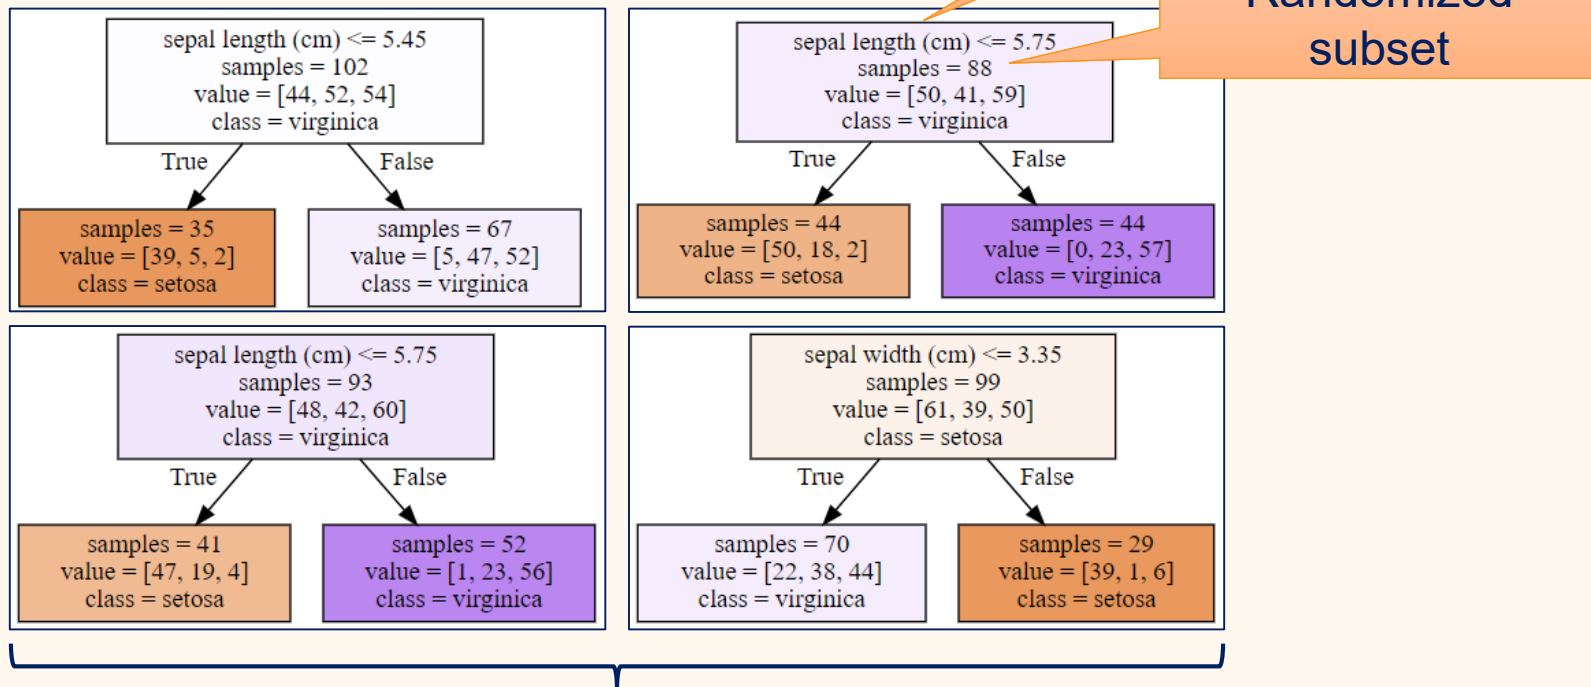 sepal length (cm) <= 5.45
samples = 102
value = [44, 52, 54]
class = virginica
True
False
samples = 35
value = [39, 5, 2]
class = setosa
samples = 67
value = [5, 47, 52]
class = virginica
sepal length (cm) <= 5.75
samples = 88
value = [50, 41, 59]
class = virginica
True
False
samples = 44
value = [50, 18, 2]
class = setosa
samples = 44
value = [0, 23, 57]
class = virginica
Randomized
subset
sepal length (cm) <= 5.75
samples = 93
value = [48, 42, 60]
class = virginica
True
False
samples = 41
value = [47, 19, 4]
class = setosa
samples = 52
value = [1, 23, 56]
class = virginica
sepal width (cm) <= 3.35
samples = 99
value = [61, 39, 50]
class = setosa
True
False
samples = 70
value = [22, 38, 44]
class = virginica
samples = 29
value = [39, 1, 6]
class = setosa